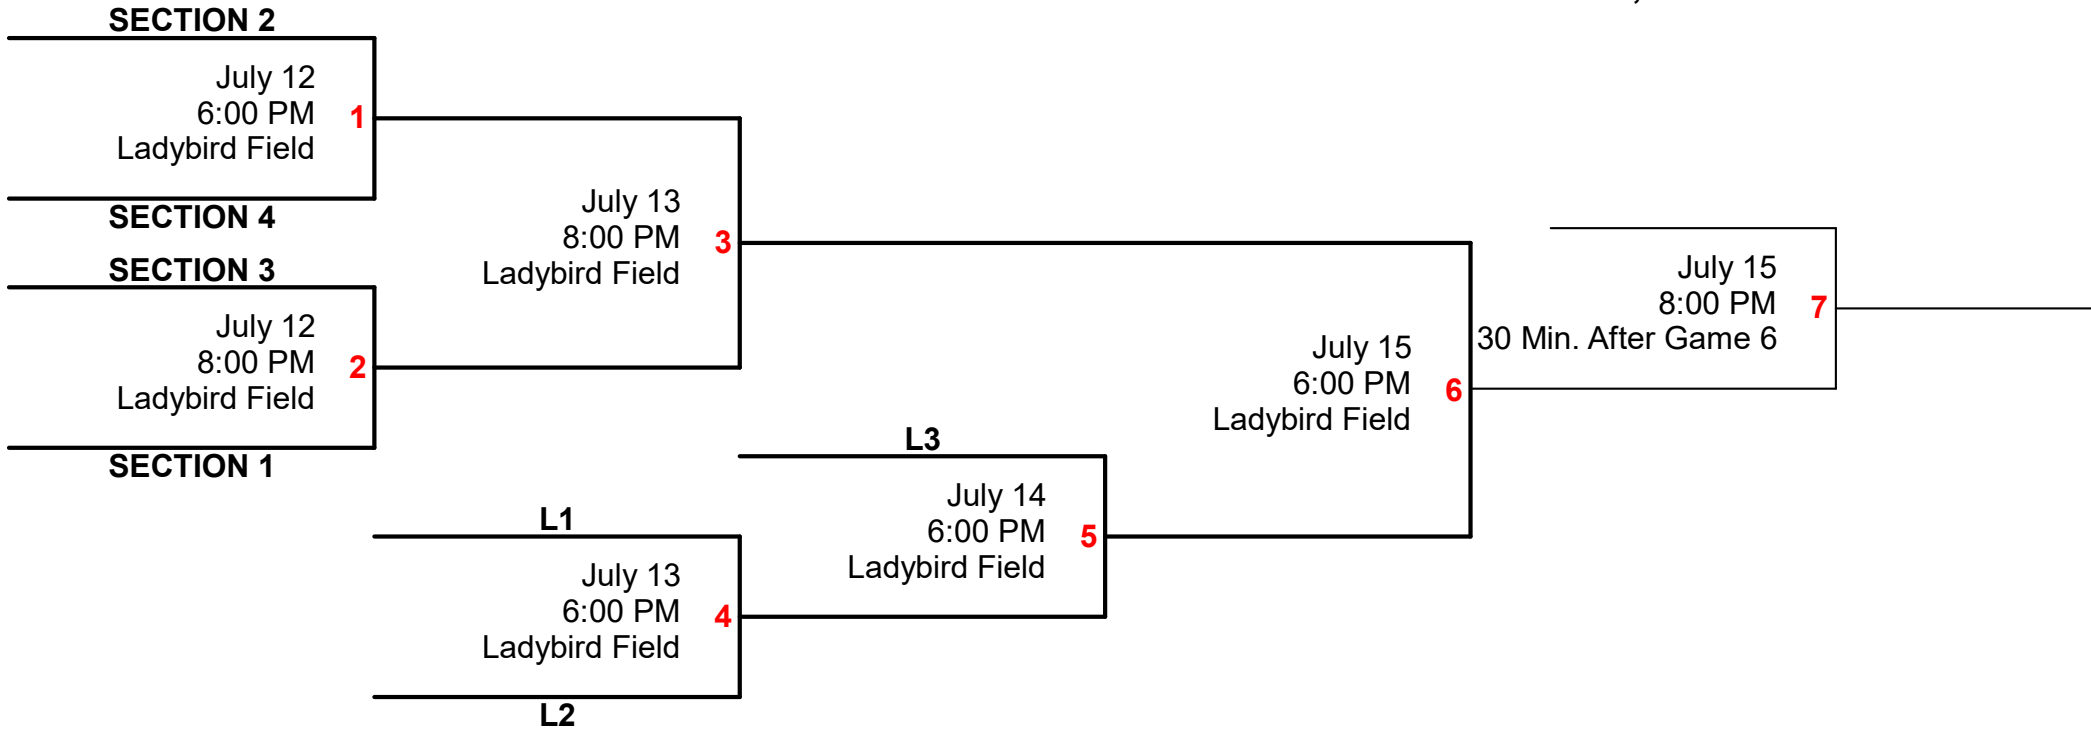 SECTION 2
July 12
6:00 PM
1
Ladybird Field
SECTION 4
July 13
8:00 PM
3
Ladybird Field
SECTION 3
July 12
8:00 PM
2
Ladybird Field
SECTION 1
July 15
8:00 PM
7
30 Min. After Game 6
July 15
6:00 PM
6
Ladybird Field
L3
July 14
6:00 PM
5
Ladybird Field
L1
July 13
6:00 PM
4
Ladybird Field
L2